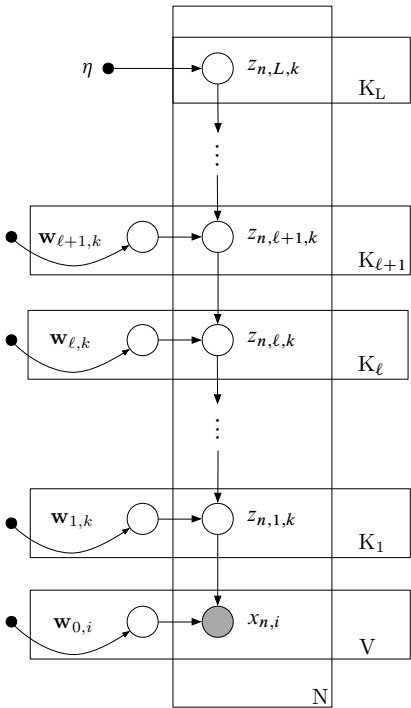 η z_{n,L,k}
K_L
⋮
w_{ℓ+1,k} z_{n,ℓ+1,k}
K_{ℓ+1}
w_{ℓ,k} z_{n,ℓ,k}
K_ℓ
⋮
w_{1,k} z_{n,1,k}
K_1
w_{0,i} x_{n,i}
V
N